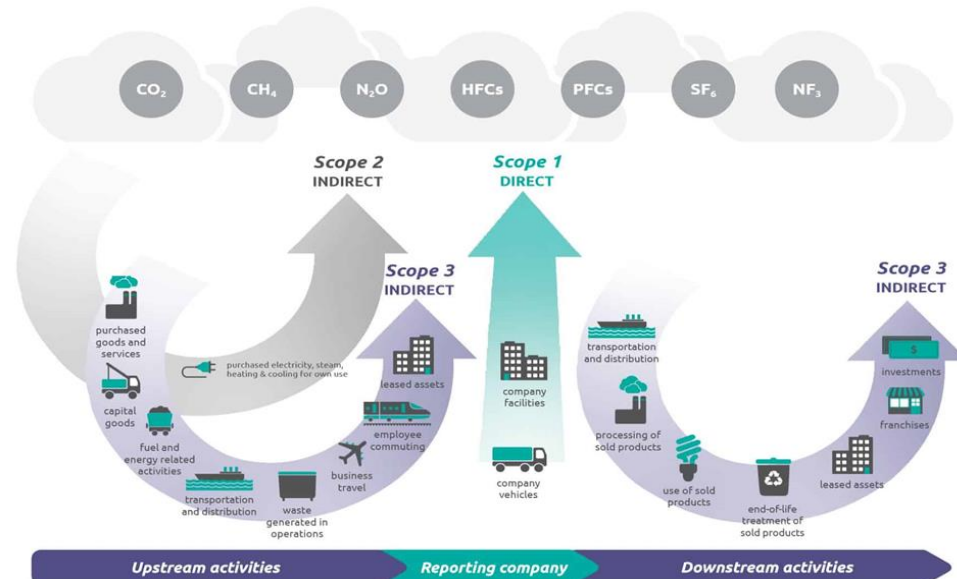 CO₂
CH₄
N₂O
HFCs
PFCs
SF₆
NF₃
Scope 2
INDIRECT
Scope 1
DIRECT
Scope 3
INDIRECT
Scope 3
INDIRECT
purchased
goods and
services
capital
goods
fuel and
energy related
activities
transportation
and distribution
waste
generated in
operations
business
travel
employee
commuting
leased assets
purchased electricity, steam,
heating & cooling for own use
company
facilities
company
vehicles
transportation
and distribution
processing of
sold products
use of sold
products
end-of-life
treatment of
sold products
leased assets
franchises
$
investments
Upstream activities
Reporting company
Downstream activities